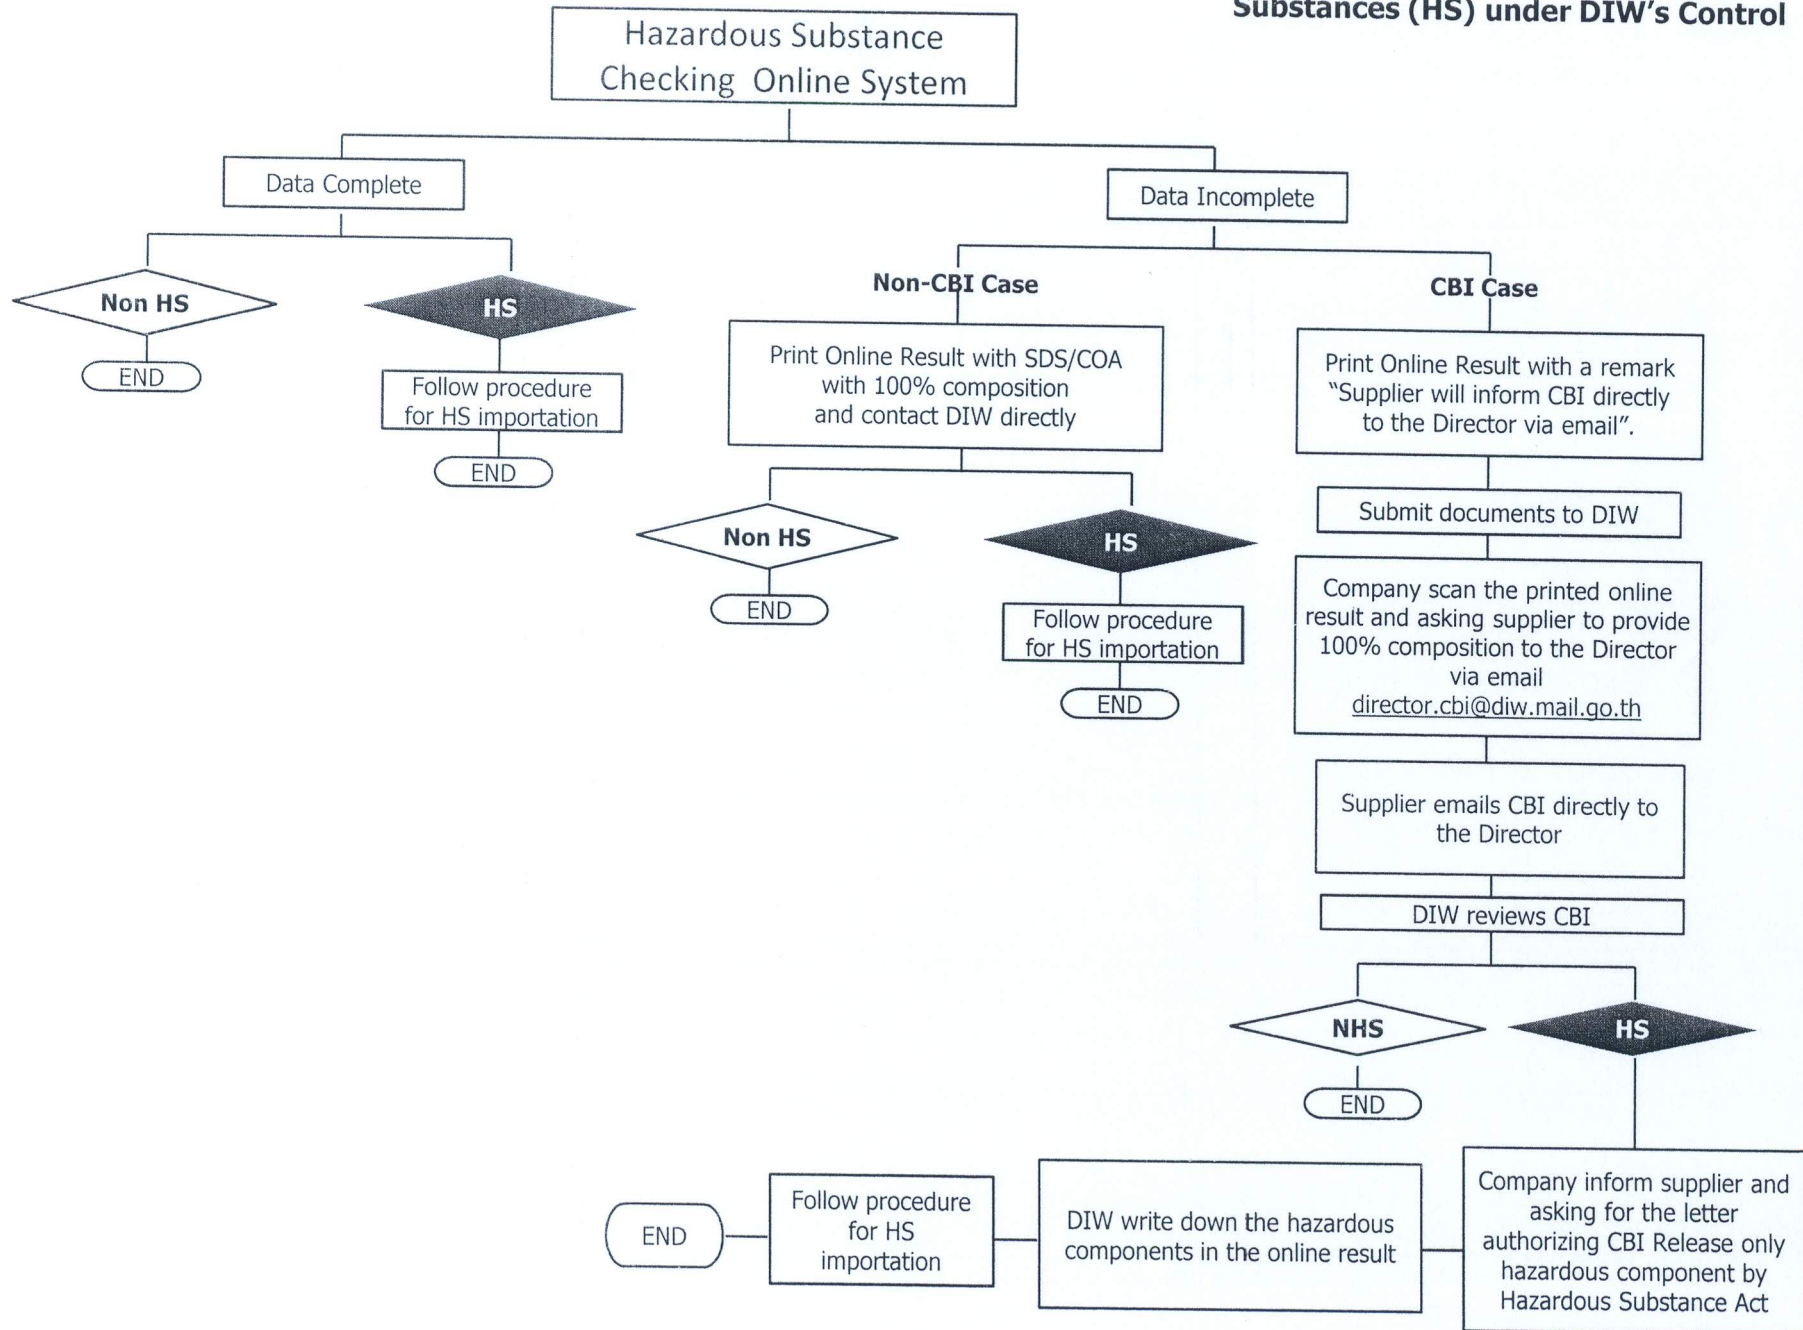 Substances (HS) under DIW's Control
Hazardous Substance
Checking Online System
Data Complete
Data Incomplete
Non HS
HS
END
Follow procedure
for HS importation
END
Non-CBI Case
CBI Case
Print Online Result with SDS/COA
with 100% composition
and contact DIW directly
Non HS
HS
END
Follow procedure
for HS importation
END
Print Online Result with a remark
“Supplier will inform CBI directly
to the Director via email”.
Submit documents to DIW
Company scan the printed online
result and asking supplier to provide
100% composition to the Director
via email
director.cbi@diw.mail.go.th
Supplier emails CBI directly to
the Director
DIW reviews CBI
NHS
HS
END
Company inform supplier and
asking for the letter
authorizing CBI Release only
hazardous component by
Hazardous Substance Act
DIW write down the hazardous
components in the online result
Follow procedure
for HS
importation
END